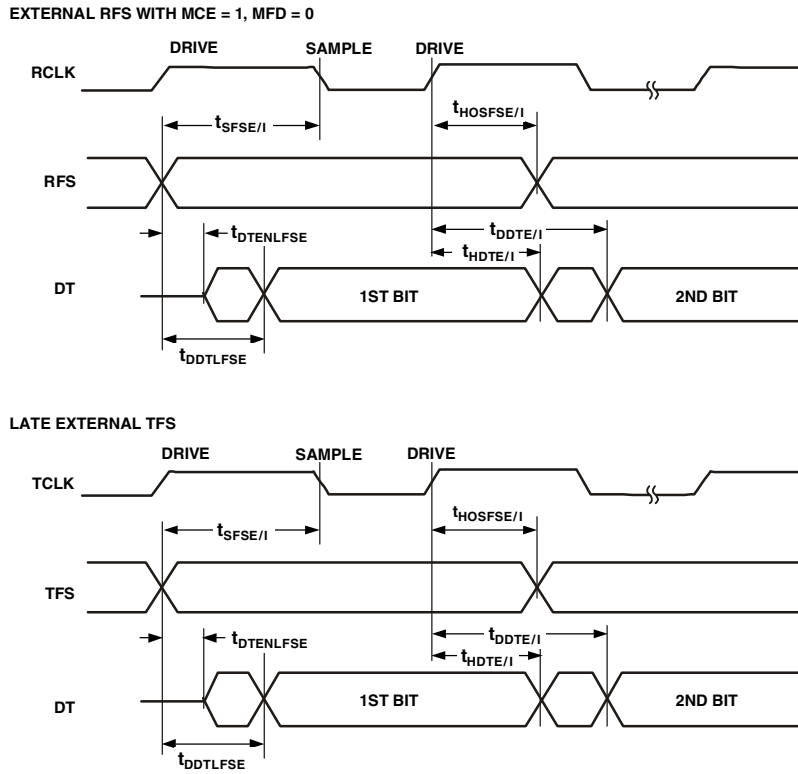 EXTERNAL RFS WITH MCE = 1, MFD = 0
DRIVE SAMPLE DRIVE
RCLK
tSFSE/I tHOSFSE/I
RFS
tDDTE/I
tDTENLFSE tHDTE/I
DT 1ST BIT 2ND BIT
tDDTLFSE
LATE EXTERNAL TFS
DRIVE SAMPLE DRIVE
TCLK
tSFSE/I tHOSFSE/I
TFS
tDDTE/I
tDTENLFSE tHDTE/I
DT 1ST BIT 2ND BIT
tDDTLFSE